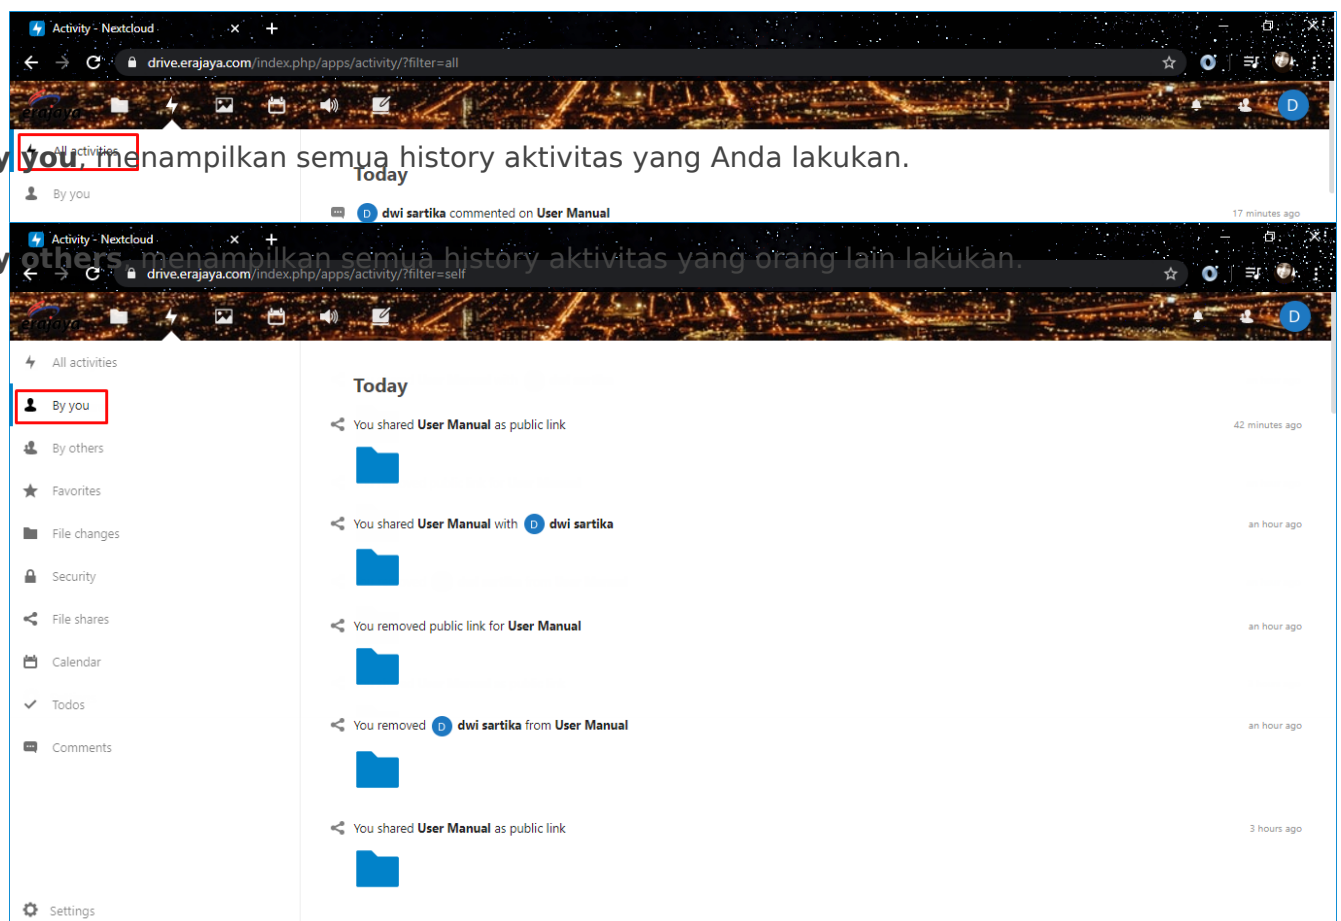 Activity - Nextcloud
drive.erajaya.com/index.php/apps/activity/?filter=all
erajaya
D
All activities
y you, menampilkan semua history aktivitas yang Anda lakukan.
Today
By you
D dwi sartika commented on User Manual
17 minutes ago
Activity - Nextcloud
y others, menampilkan semua history aktivitas yang orang lain lakukan.
drive.erajaya.com/index.php/apps/activity/?filter=self
erajaya
D
All activities
Today
By you
You shared User Manual as public link
42 minutes ago
By others
Favorites
You shared User Manual with D dwi sartika
an hour ago
File changes
Security
File shares
You removed public link for User Manual
an hour ago
Calendar
Todos
You removed D dwi sartika from User Manual
an hour ago
Comments
You shared User Manual as public link
3 hours ago
Settings